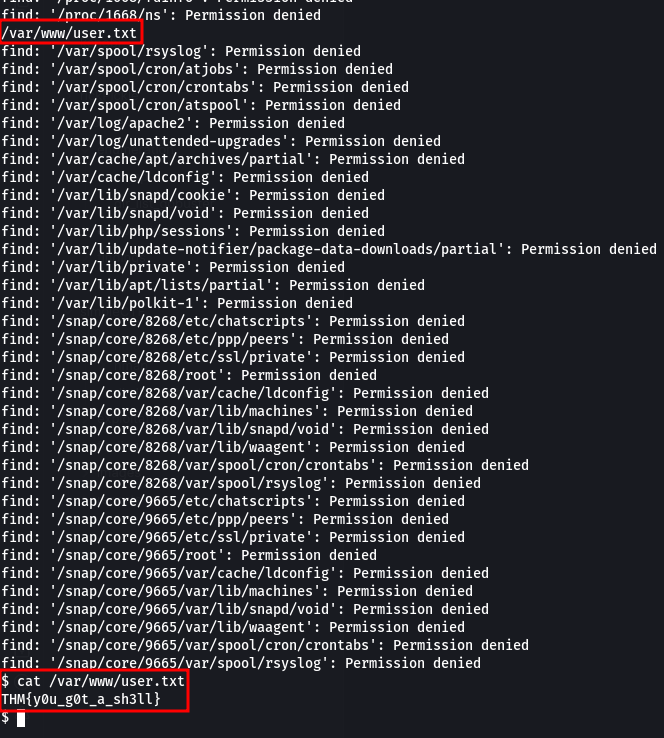 find: '/proc/1668/ns': Permission denied
/var/www/user.txt
find: '/var/spool/rsyslog': Permission denied
find: '/var/spool/cron/atjobs': Permission denied
find: '/var/spool/cron/crontabs': Permission denied
find: '/var/spool/cron/atspool': Permission denied
find: '/var/log/apache2': Permission denied
find: '/var/log/unattended-upgrades': Permission denied
find: '/var/cache/apt/archives/partial': Permission denied
find: '/var/cache/ldconfig': Permission denied
find: '/var/lib/snapd/cookie': Permission denied
find: '/var/lib/snapd/void': Permission denied
find: '/var/lib/php/sessions': Permission denied
find: '/var/lib/update-notifier/package-data-downloads/partial': Permission denied
find: '/var/lib/private': Permission denied
find: '/var/lib/apt/lists/partial': Permission denied
find: '/var/lib/polkit-1': Permission denied
find: '/snap/core/8268/etc/chatscripts': Permission denied
find: '/snap/core/8268/etc/ppp/peers': Permission denied
find: '/snap/core/8268/etc/ssl/private': Permission denied
find: '/snap/core/8268/root': Permission denied
find: '/snap/core/8268/var/cache/ldconfig': Permission denied
find: '/snap/core/8268/var/lib/machines': Permission denied
find: '/snap/core/8268/var/lib/snapd/void': Permission denied
find: '/snap/core/8268/var/lib/waagent': Permission denied
find: '/snap/core/8268/var/spool/cron/crontabs': Permission denied
find: '/snap/core/8268/var/spool/rsyslog': Permission denied
find: '/snap/core/9665/etc/chatscripts': Permission denied
find: '/snap/core/9665/etc/ppp/peers': Permission denied
find: '/snap/core/9665/etc/ssl/private': Permission denied
find: '/snap/core/9665/root': Permission denied
find: '/snap/core/9665/var/cache/ldconfig': Permission denied
find: '/snap/core/9665/var/lib/machines': Permission denied
find: '/snap/core/9665/var/lib/snapd/void': Permission denied
find: '/snap/core/9665/var/lib/waagent': Permission denied
find: '/snap/core/9665/var/spool/cron/crontabs': Permission denied
find: '/snap/core/9665/var/spool/rsyslog': Permission denied
$ cat /var/www/user.txt
THM{y0u_g0t_a_sh3ll}
$